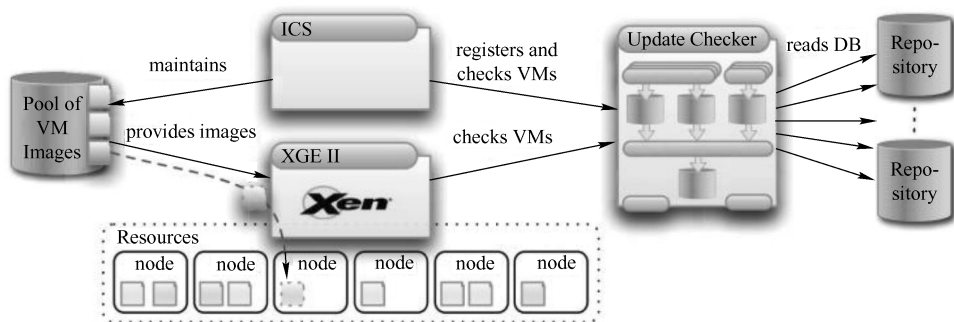 ICS
maintains
registers and
checks VMs
Update Checker
reads DB
Repo-
sitory
Pool of
VM
Images
provides images
XGE II
Xen
checks VMs
Repo-
sitory
Resources
node
node
node
node
node
node